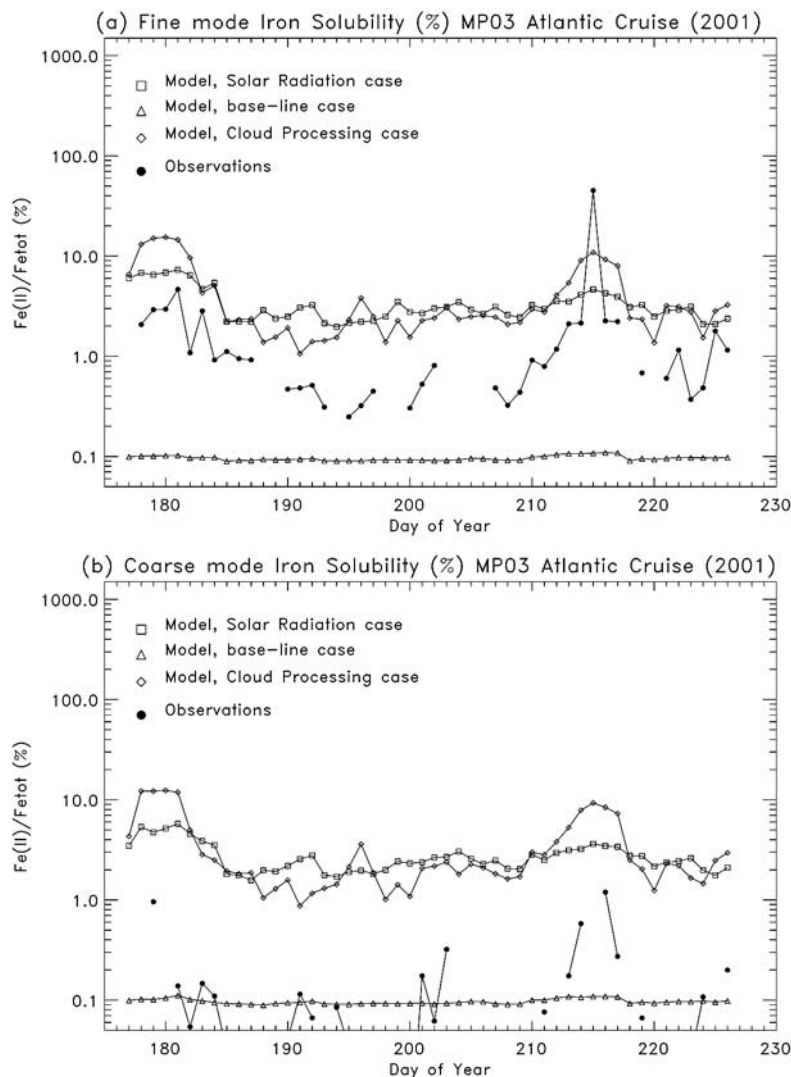 (a) Fine mode Iron Solubility (%) MP03 Atlantic Cruise (2001)
1000.0
Model, Solar Radiation case
Model, base-line case
Model, Cloud Processing case
Observations
100.0
10.0
1.0
0.1
Fe(II)/Fetot (%)
180 190 200 210 220 230
Day of Year
(b) Coarse mode Iron Solubility (%) MP03 Atlantic Cruise (2001)
1000.0
Model, Solar Radiation case
Model, base-line case
Model, Cloud Processing case
Observations
100.0
10.0
1.0
0.1
Fe(II)/Fetot (%)
180 190 200 210 220 230
Day of Year